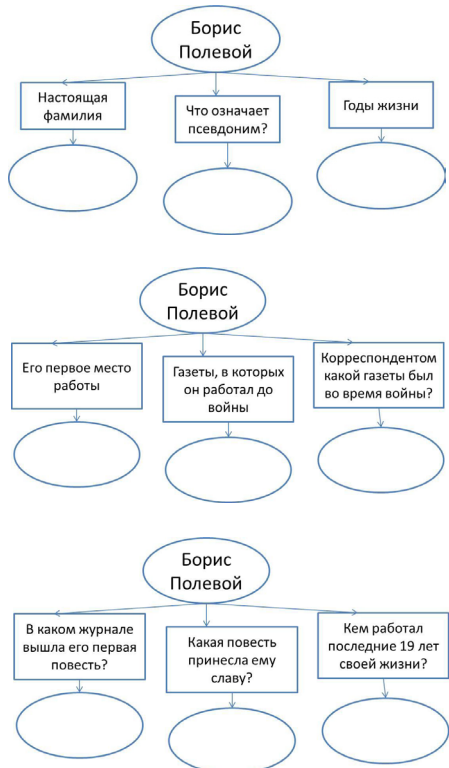 Борис
Полевой
Настоящая
фамилия
Что означает
псевдоним?
Годы жизни
Борис
Полевой
Его первое место
работы
Газеты, в которых
он работал до
войны
Корреспондентом
какой газеты был
во время войны?
Борис
Полевой
В каком журнале
вышла его первая
повесть?
Какая повесть
принесла ему
славу?
Кем работал
последние 19 лет
своей жизни?